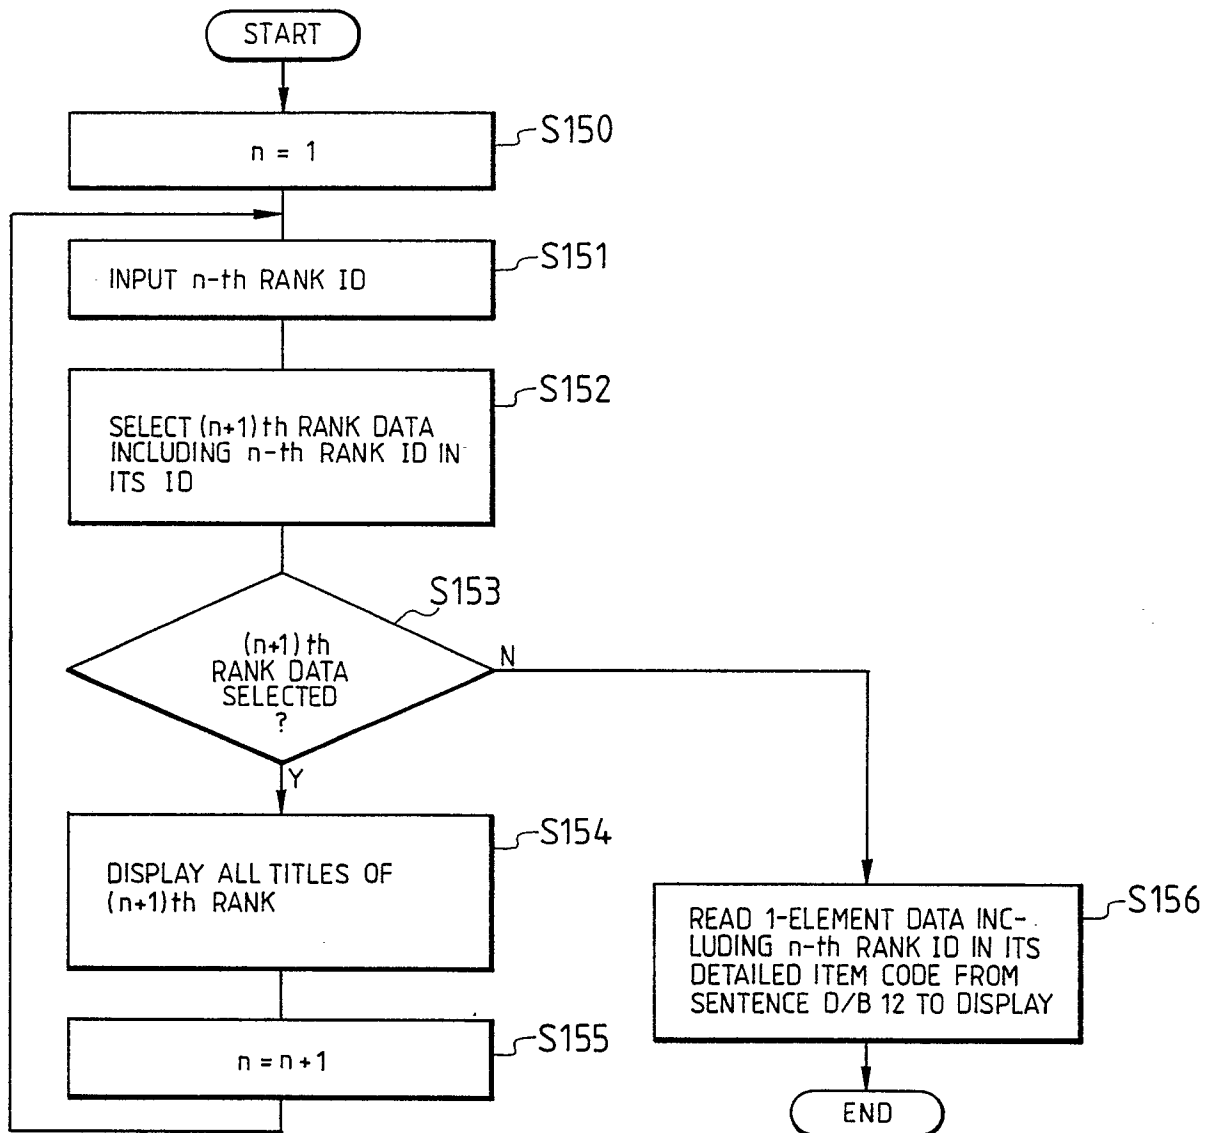 START
n = 1
S150
INPUT n-th RANK ID
S151
SELECT (n+1)th RANK DATA
INCLUDING n-th RANK ID IN
ITS ID
S152
(n+1)th
RANK DATA
SELECTED
?
S153
N
Y
DISPLAY ALL TITLES OF
(n+1)th RANK
S154
n = n+1
S155
READ 1-ELEMENT DATA INC-
LUDING n-th RANK ID IN ITS
DETAILED ITEM CODE FROM
SENTENCE D/B 12 TO DISPLAY
S156
END